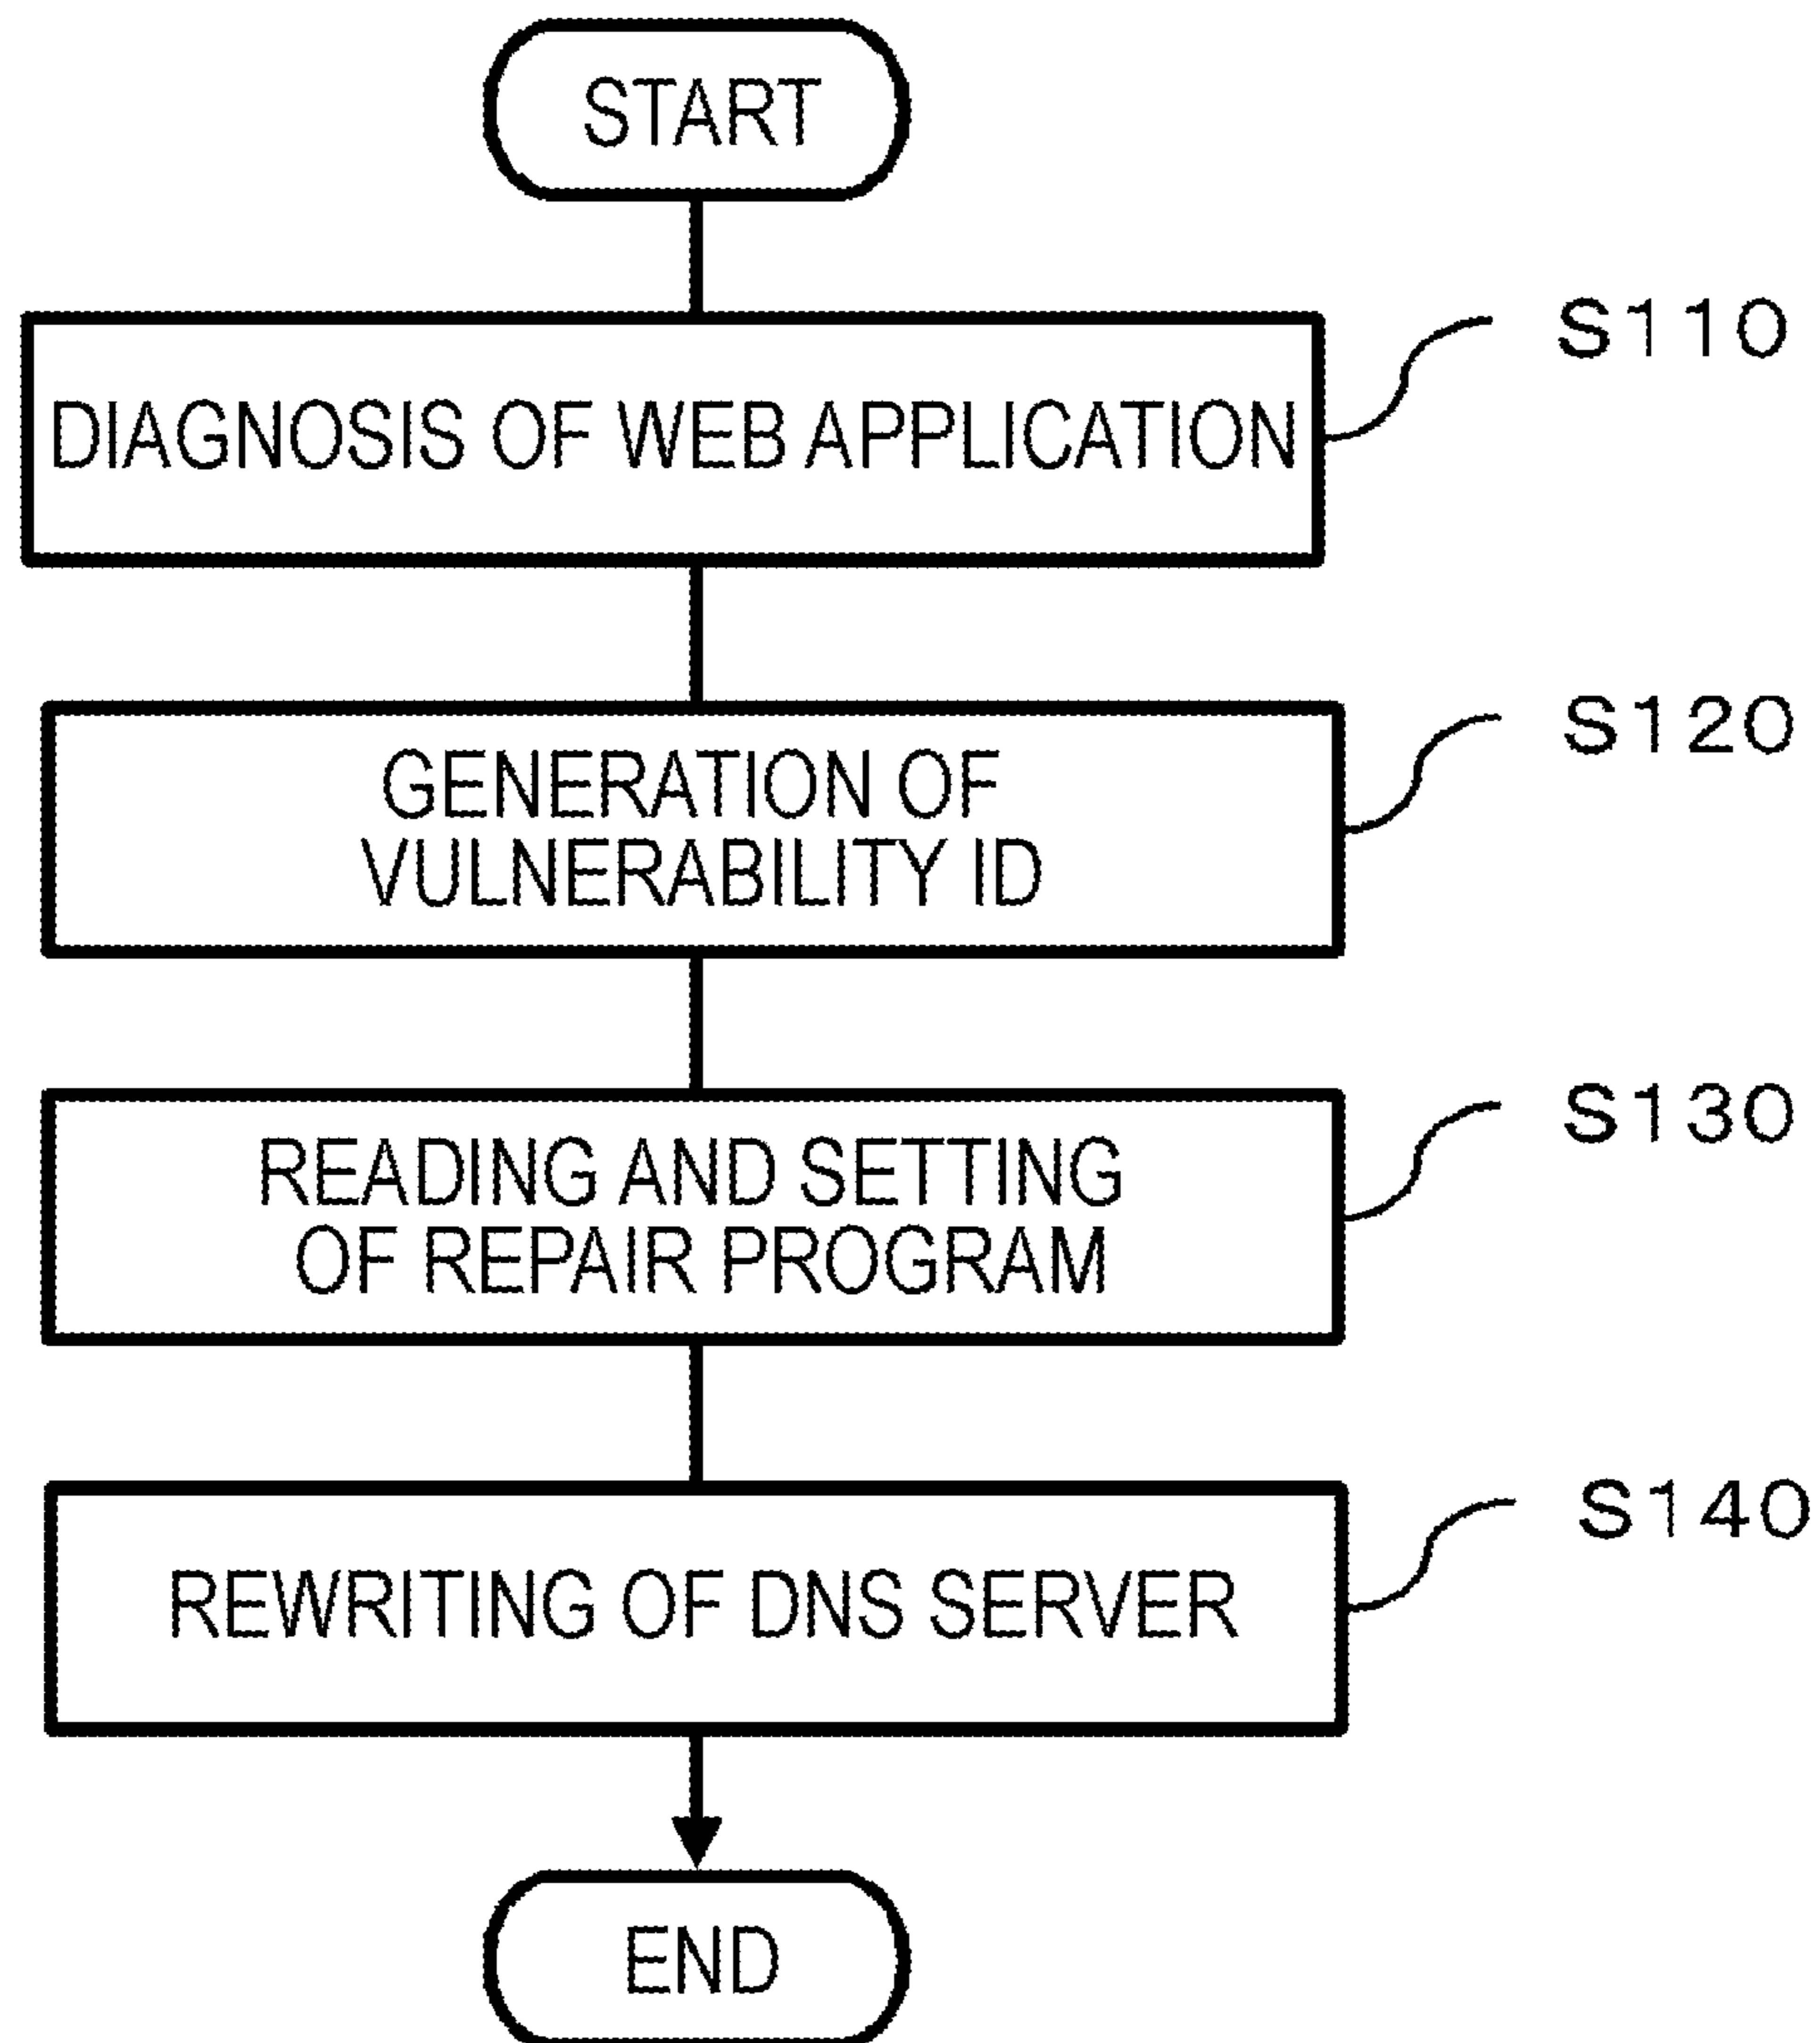 START
DIAGNOSIS OF WEB APPLICATION
S110
GENERATION OF
VULNERABILITY ID
S120
READING AND SETTING
OF REPAIR PROGRAM
S130
REWRITING OF DNS SERVER
S140
END